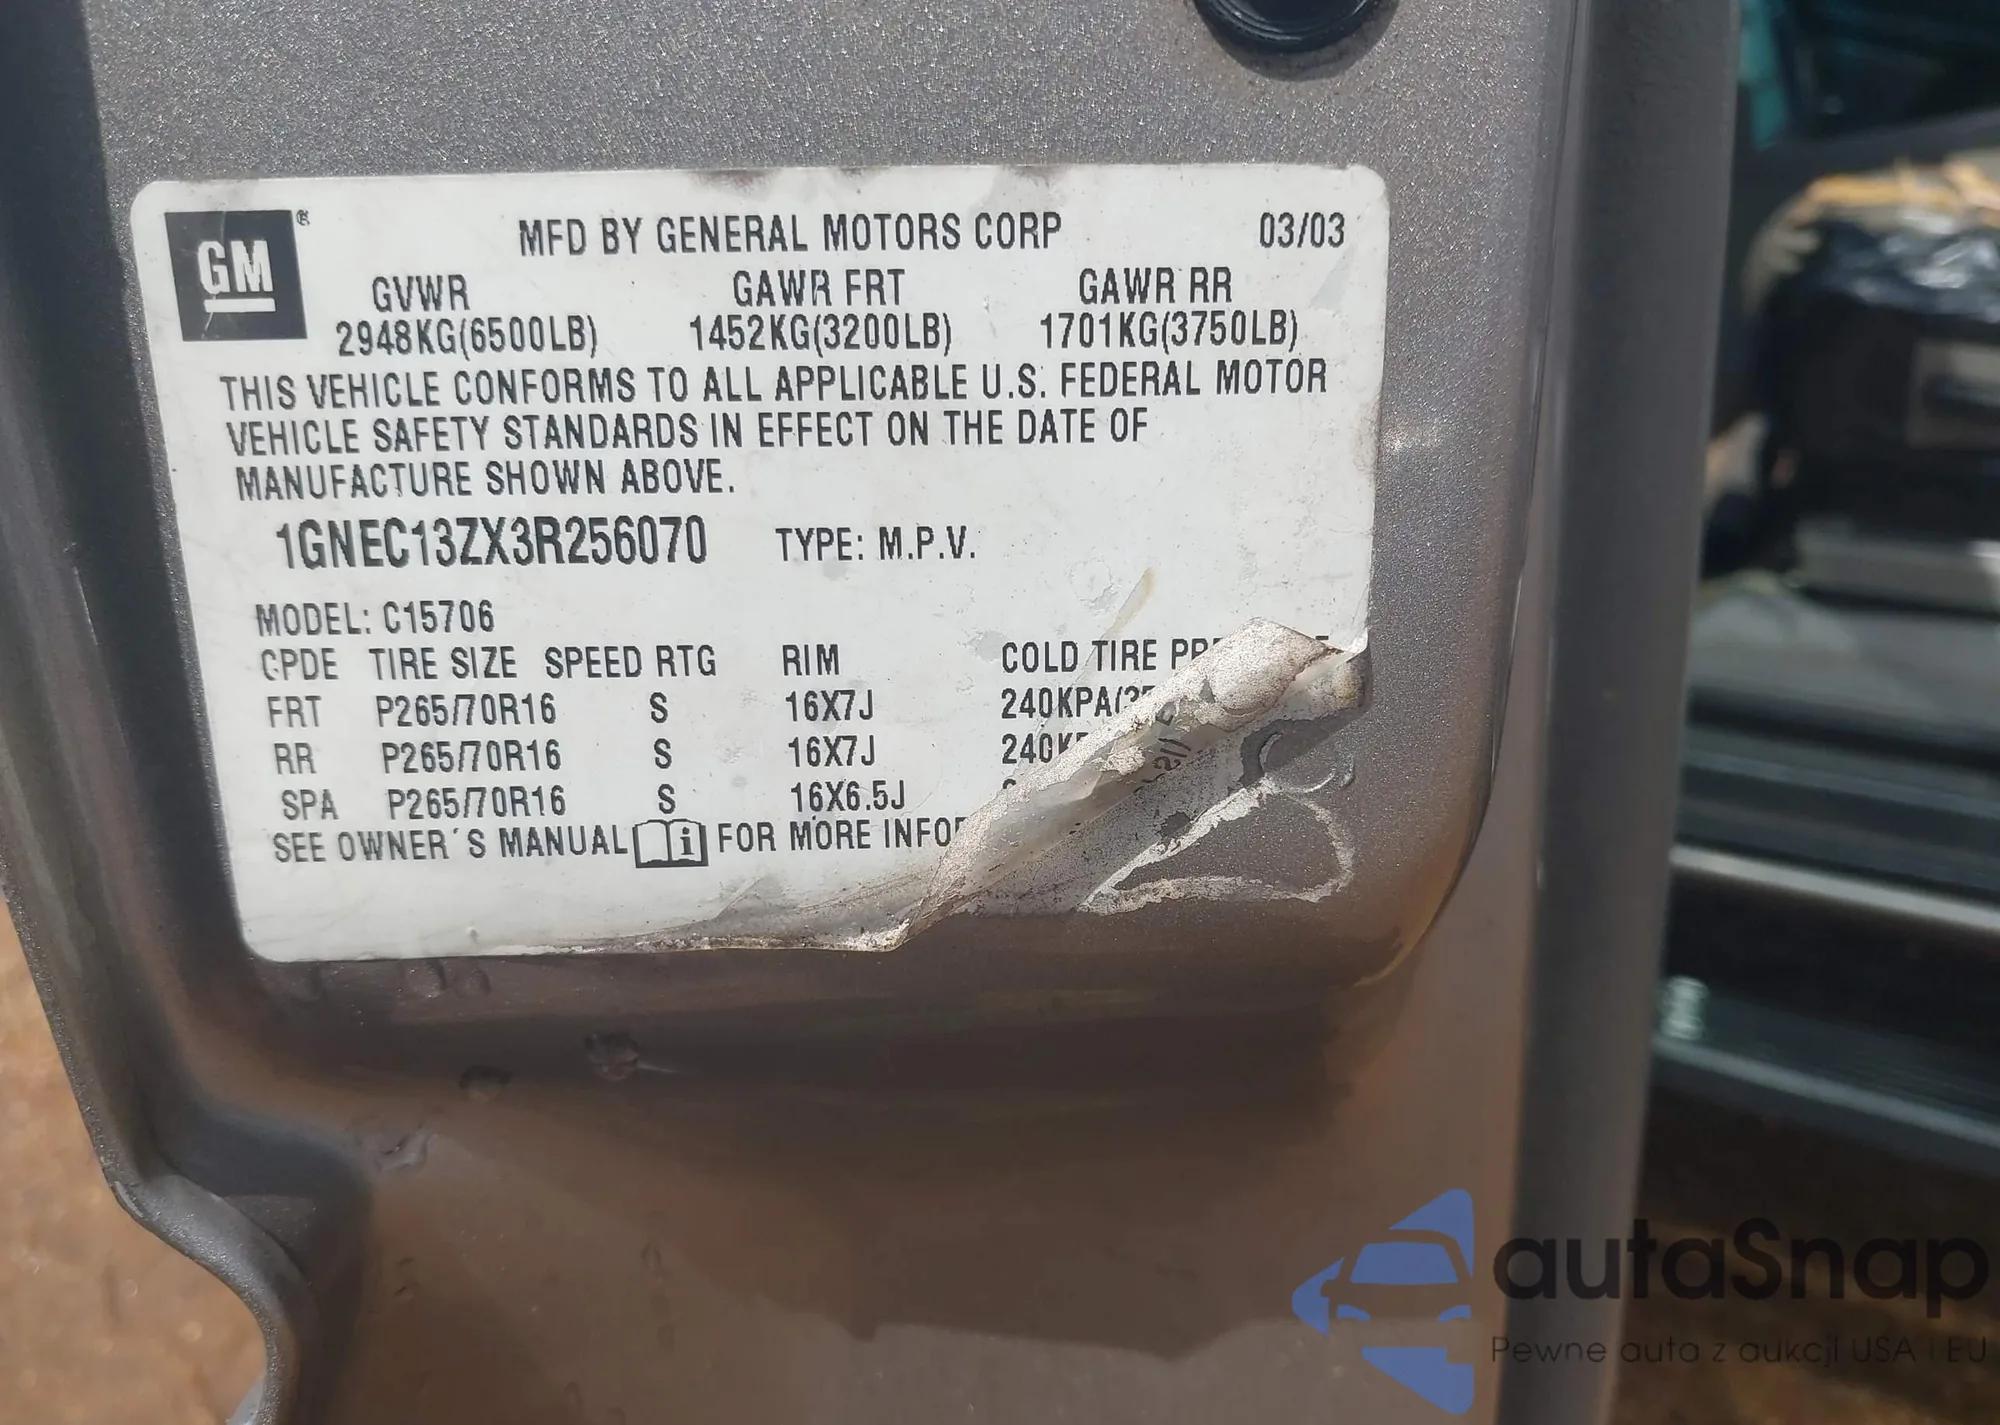 GM®
MFD BY GENERAL MOTORS CORP 03/03
GVWR GAWR FRT GAWR RR
2948KG(6500LB) 1452KG(3200LB) 1701KG(3750LB)
THIS VEHICLE CONFORMS TO ALL APPLICABLE U.S. FEDERAL MOTOR
VEHICLE SAFETY STANDARDS IN EFFECT ON THE DATE OF
MANUFACTURE SHOWN ABOVE.
1GNEC13ZX3R256070 TYPE: M.P.V.
MODEL: C15706
TIRE SIZE SPEED RTG RIM COLD TIRE
FRT P265/70R16 S 16X7J
RR P265/70R16 S 16X7J
SPA P265/70R16 S 16X6.5J
SEE OWNER'S MANUAL FOR MORE
autaSnap
Pewne auta z aukcji USA i EU